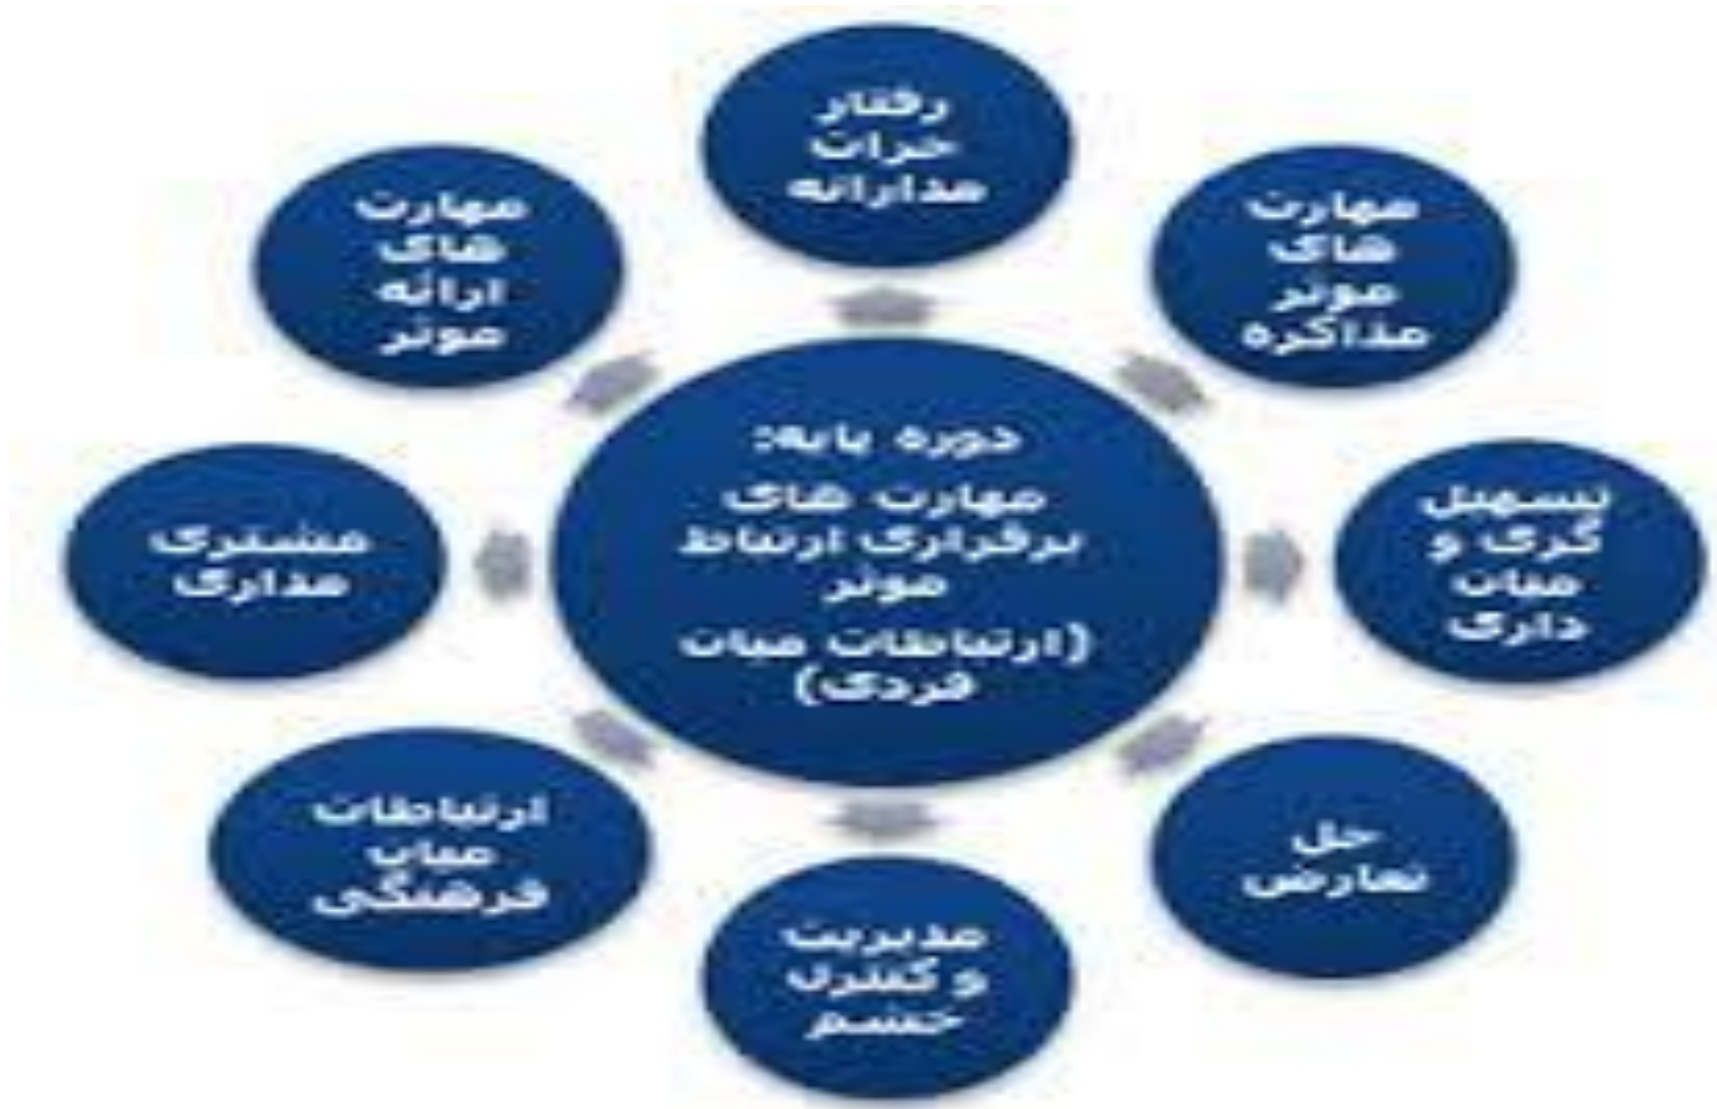 رفتار
جرات
مدارانه
مهارت
های
موثر
مذاکره
تسهیل
گری و
میان
داری
حل
تعارض
مدیریت
و کنترل
خشم
ارتباطات
میان
فرهنگی
مشتری
مداری
مهارت
های
ارائه
موثر
دوره پایه:
مهارت های
برقراری ارتباط
موثر
(ارتباطات میان
فردی)